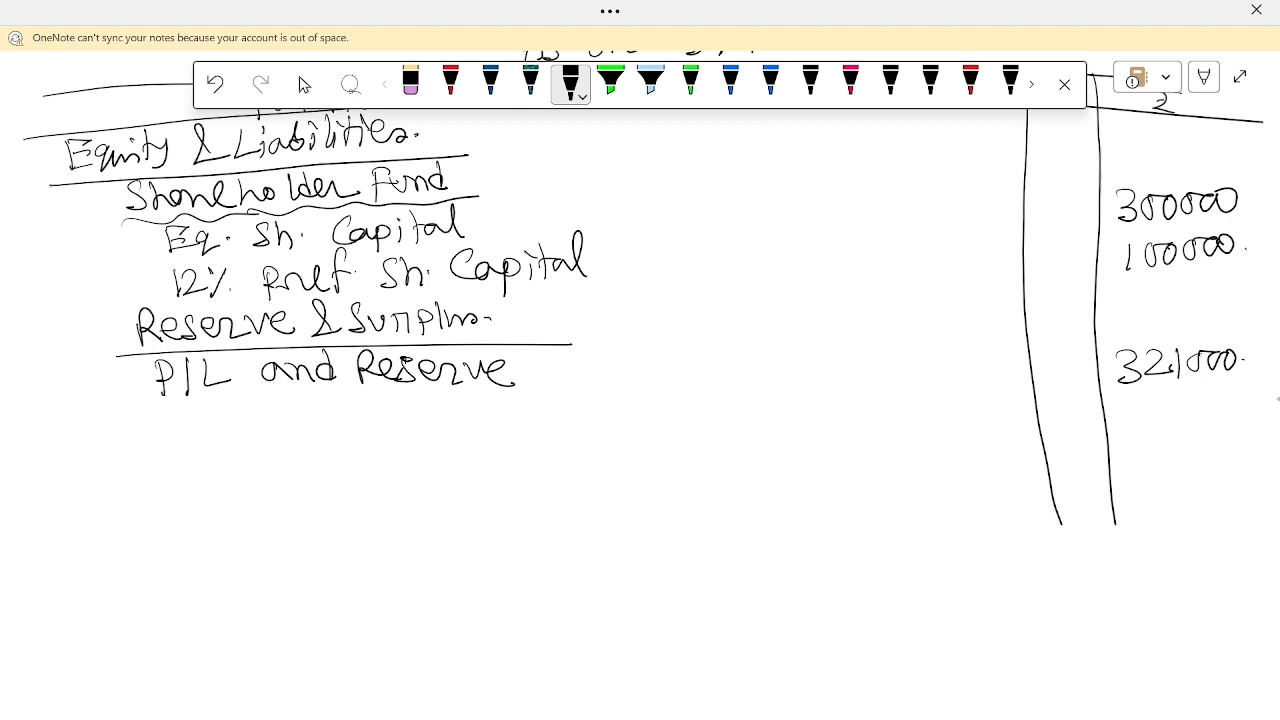 OneNote can't sync your notes because your account is out of space.
2
Equity & Liabilities.
Shareholder Fund
Eq. Sh. Capital 300000
12% Pref. Sh. Capital 100000.
Reserve & Surplus.
P/L and Reserve 321000.